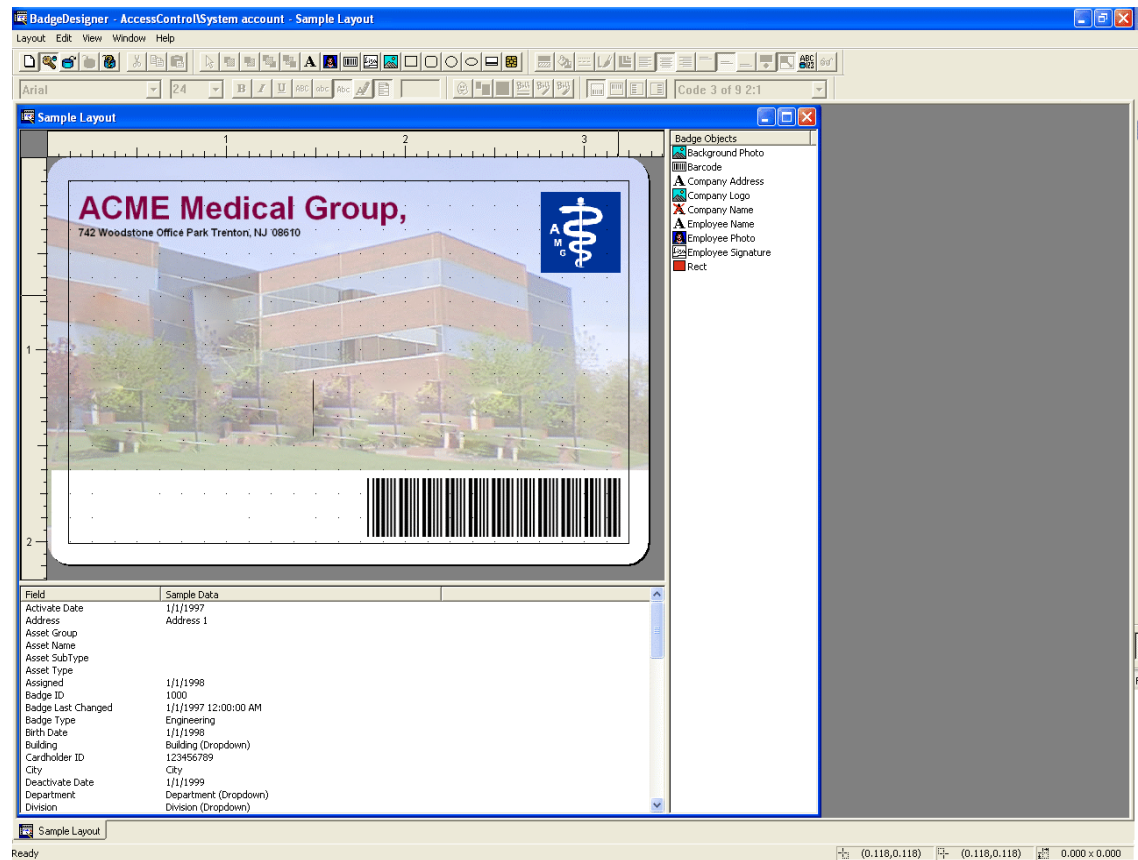 BadgeDesigner - AccessControl\System account - Sample Layout
Layout Edit View Window Help
A
ABC
Arial 24 B I U ABC abc Abc Code 3 of 9 2:1
Sample Layout
1 2 3
1
2
ACME Medical Group,
742 Woodstone Office Park Trenton, NJ 08610
A
M
G
Badge Objects
Background Photo
Barcode
A Company Address
Company Logo
Company Name
A Employee Name
Employee Photo
Employee Signature
Rect
Field Sample Data
Activate Date 1/1/1997
Address Address 1
Asset Group
Asset Name
Asset SubType
Asset Type
Assigned 1/1/1998
Badge ID 1000
Badge Last Changed 1/1/1997 12:00:00 AM
Badge Type Engineering
Birth Date 1/1/1998
Building Building (Dropdown)
Cardholder ID 123456789
City City
Deactivate Date 1/1/1999
Department Department (Dropdown)
Division Division (Dropdown)
Sample Layout
Ready (0.118,0.118) (0.118,0.118) 0.000 x 0.000